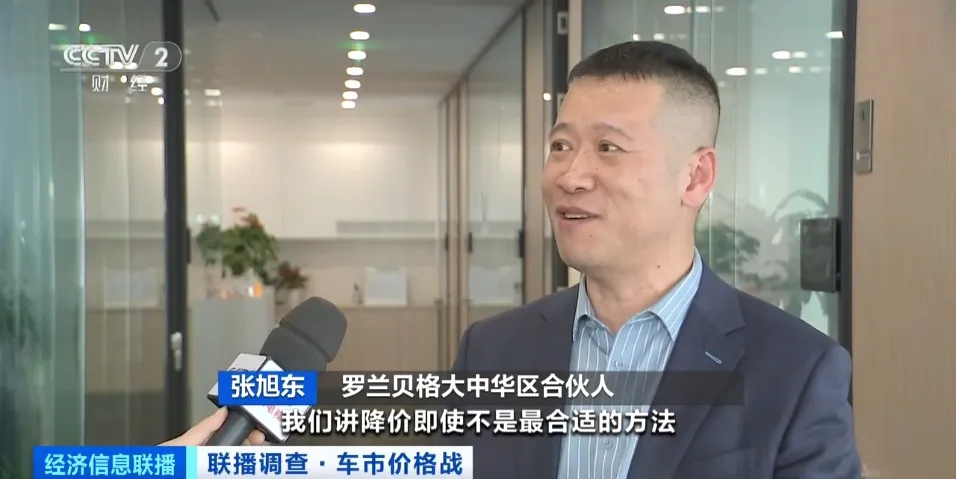 CCTV 2
财经
张旭东 罗兰贝格大中华区合伙人
我们讲降价即使不是最合适的方法
经济信息联播 联播调查·车市价格战